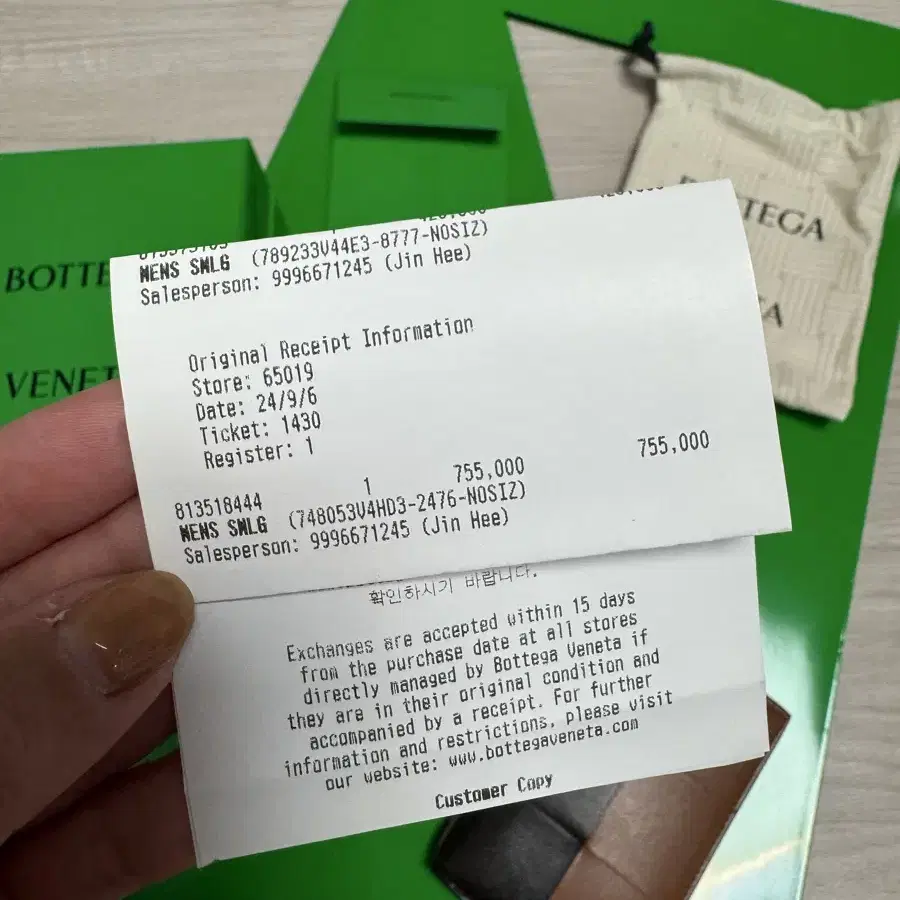 MENS SMLG (789233V44E3-8777-NOSIZ)
Salesperson: 9996671245 (Jin Hee)
Original Receipt Information
Store: 65019
Date: 24/9/6
Ticket: 1430
Register: 1
813518444 1 755,000 755,000
MENS SMLG (748053V4HD3-2476-NOSIZ)
Salesperson: 9996671245 (Jin Hee)
확인하시기 바랍니다.
Exchanges are accepted within 15 days
from the purchase date at all stores
directly managed by Bottega Veneta if
they are in their original condition and
accompanied by a receipt. For further
information and restrictions, please visit
our website: www.bottegaveneta.com
Customer Copy
BOTTE
VENET
BOTTEGA